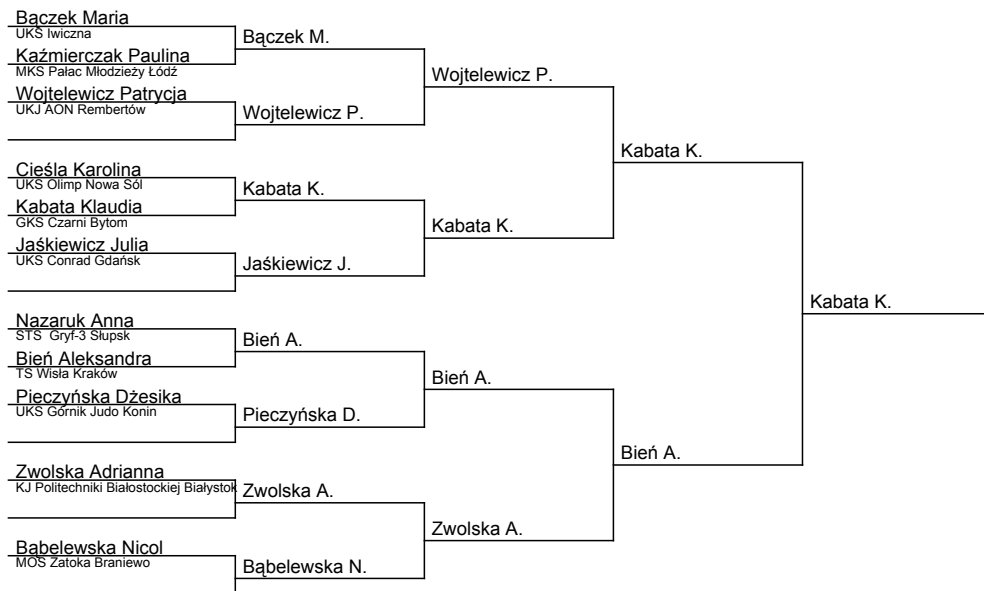 Bączek Maria
UKS Iwiczna
Kaźmierczak Paulina
MKS Pałac Młodzieży Łódź
Wojtelewicz Patrycja
UKJ AON Rembertów
Cieśla Karolina
UKS Olimp Nowa Sól
Kabata Klaudia
GKS Czarni Bytom
Jaśkiewicz Julia
UKS Conrad Gdańsk
Nazaruk Anna
STS Gryf-3 Słupsk
Bień Aleksandra
TS Wisła Kraków
Pieczyńska Dżesika
UKS Górnik Judo Konin
Zwolska Adrianna
KJ Politechniki Białostockiej Białystok
Bąbelewska Nicol
MOS Zatoka Braniewo
Bączek M.
Wojtelewicz P.
Kabata K.
Jaśkiewicz J.
Bień A.
Pieczyńska D.
Zwolska A.
Bąbelewska N.
Wojtelewicz P.
Kabata K.
Bień A.
Zwolska A.
Kabata K.
Bień A.
Kabata K.